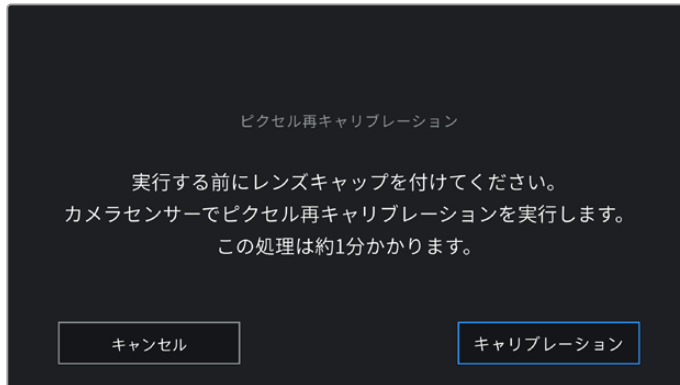 ピクセル再キャリブレーション
実行する前にレンズキャップを付けてください。
カメラセンサーでピクセル再キャリブレーションを実行します。
この処理は約1分かかります。
キャンセル
キャリブレーション